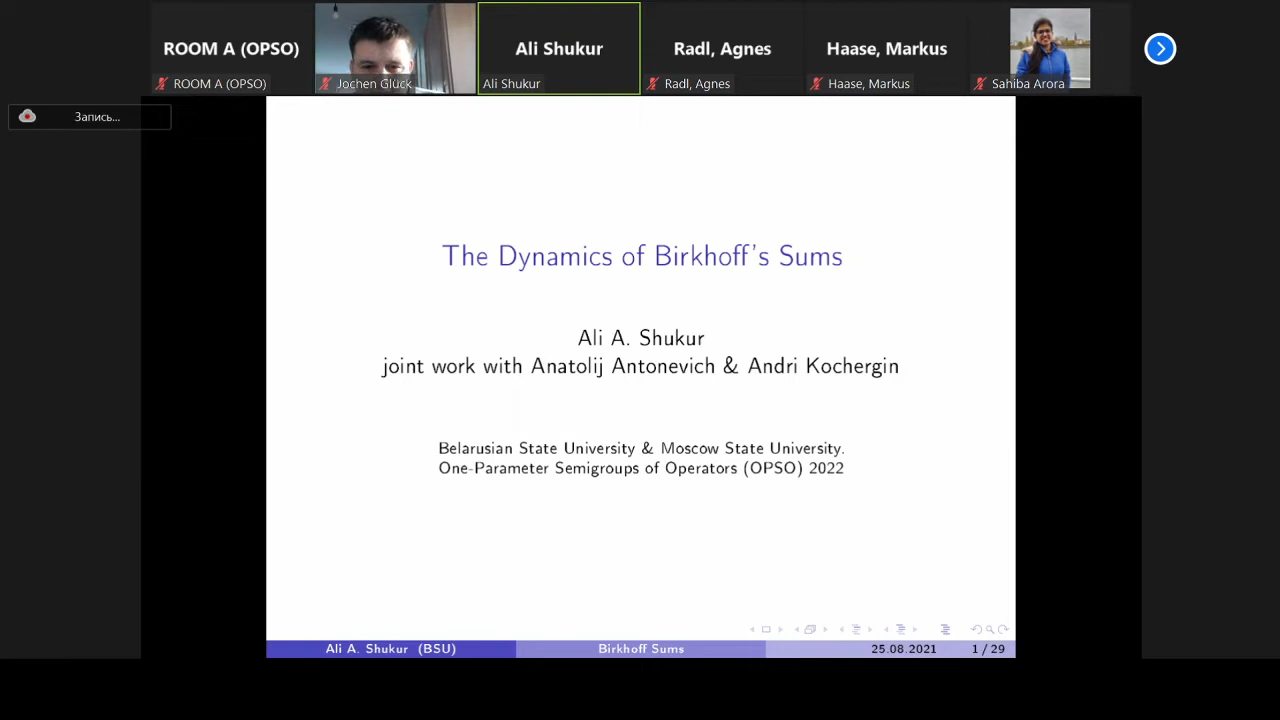 ROOM A (OPSO)
Ali Shukur
Radl, Agnes
Haase, Markus
ROOM A (OPSO)
Jochen Glück
Ali Shukur
Radl, Agnes
Haase, Markus
Sahiba Arora
Запись...
The Dynamics of Birkhoff's Sums
Ali A. Shukur
joint work with Anatolij Antonevich & Andri Kochergin
Belarusian State University & Moscow State University.
One-Parameter Semigroups of Operators (OPSO) 2022
Ali A. Shukur (BSU)
Birkhoff Sums
25.08.2021
1 / 29